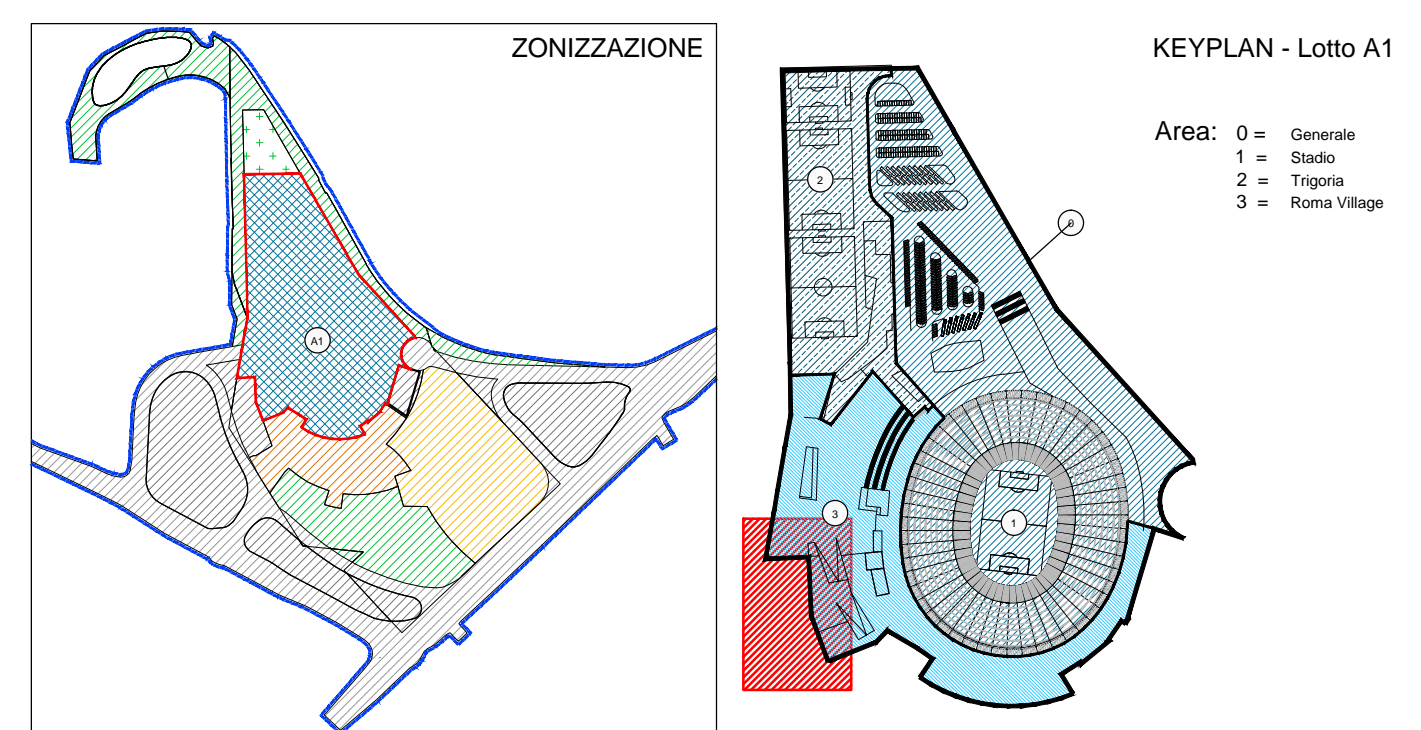 ZONIZZAZIONE
A1
KEYPLAN - Lotto A1
Area: 0 = Generale
1 = Stadio
2 = Trigoria
3 = Roma Village
2
0
3
1